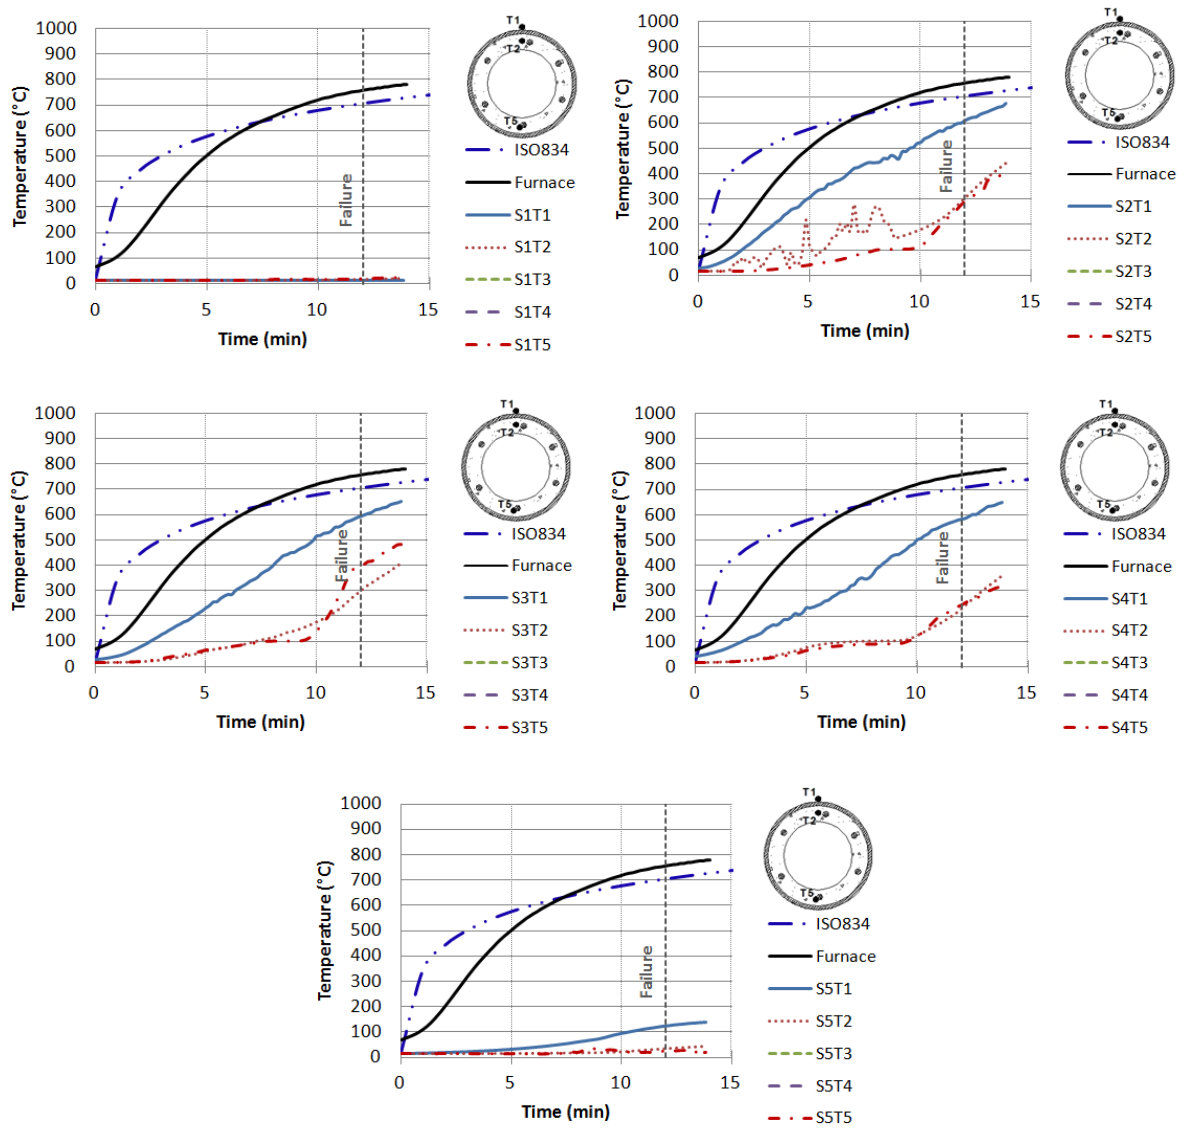 T1
T2
T5
1000
900
800
700
600
500
400
300
200
100
0
Temperature (°C)
Failure
0 5 10 15
Time (min)
ISO834
Furnace
S1T1
S1T2
S1T3
S1T4
S1T5
T1
T2
T5
1000
900
800
700
600
500
400
300
200
100
0
Temperature (°C)
Failure
0 5 10 15
Time (min)
ISO834
Furnace
S2T1
S2T2
S2T3
S2T4
S2T5
T1
T2
T5
1000
900
800
700
600
500
400
300
200
100
0
Temperature (°C)
Failure
0 5 10 15
Time (min)
ISO834
Furnace
S3T1
S3T2
S3T3
S3T4
S3T5
T1
T2
T5
1000
900
800
700
600
500
400
300
200
100
0
Temperature (°C)
Failure
0 5 10 15
Time (min)
ISO834
Furnace
S4T1
S4T2
S4T3
S4T4
S4T5
T1
T2
T5
1000
900
800
700
600
500
400
300
200
100
0
Temperature (°C)
Failure
0 5 10 15
Time (min)
ISO834
Furnace
S5T1
S5T2
S5T3
S5T4
S5T5